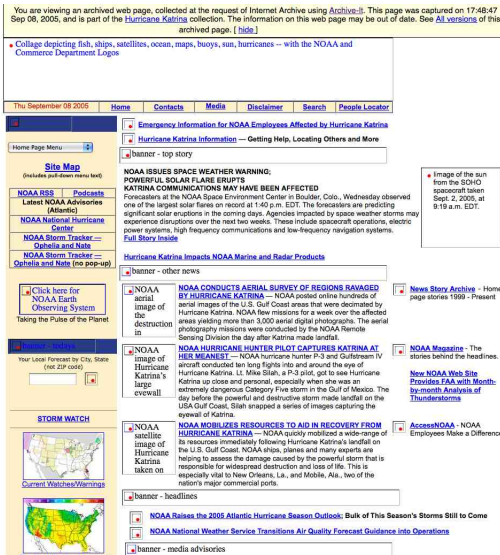 You are viewing an archived web page, collected at the request of Internet Archive using Archive-It. This page was captured on 17:48:47
Sep 08, 2005, and is part of the Hurricane Katrina collection. The information on this web page may be out of date. See All versions of this
archived page. [ hide ]
Collage depicting fish, ships, satellites, ocean, maps, buoys, sun, hurricanes -- with the NOAA and
Commerce Department Logos
Thu September 08 2005
Home
Contacts
Media
Disclaimer
Search
People Locator
Home Page Menu
Site Map
(includes pull-down menu text)
NOAA RSS
Podcasts
Latest NOAA Advisories
(Atlantic)
NOAA National Hurricane
Center
NOAA Storm Tracker —
Ophelia and Nate
NOAA Storm Tracker —
Ophelia and Nate (no pop-up)
Click here for
NOAA Earth
Observing System
Taking the Pulse of the Planet
Your Local Forecast by City, State
(not ZIP code)
STORM WATCH
Current Watches/Warnings
Emergency Information for NOAA Employees Affected by Hurricane Katrina
Hurricane Katrina Information — Getting Help, Locating Others and More
banner - top story
NOAA ISSUES SPACE WEATHER WARNING;
POWERFUL SOLAR FLARE ERUPTS
KATRINA COMMUNICATIONS MAY HAVE BEEN AFFECTED
Forecasters at the NOAA Space Environment Center in Boulder, Colo., Wednesday observed
one of the largest solar flares on record at 1:40 p.m. EDT. The forecasters are predicting
significant solar eruptions in the coming days. Agencies impacted by space weather storms may
experience disruptions over the next two weeks. These include spacecraft operations, electric
power systems, high frequency communications and low-frequency navigation systems.
Full Story Inside
Image of the sun
from the SOHO
spacecraft taken
Sept. 2, 2005, at
9:19 a.m. EDT.
Hurricane Katrina Impacts NOAA Marine and Radar Products
banner - other news
NOAA
aerial
image of
the
destruction
in
NOAA CONDUCTS AERIAL SURVEY OF REGIONS RAVAGED
BY HURRICANE KATRINA — NOAA posted online hundreds of
aerial images of the U.S. Gulf Coast areas that were decimated by
Hurricane Katrina. NOAA flew missions for a week over the affected
areas yielding more than 3,000 aerial digital photographs. The aerial
photography missions were conducted by the NOAA Remote
Sensing Division the day after Katrina made landfall.
News Story Archive - Home
page stories 1999 - Present
NOAA
image of
Hurricane
Katrina's
large
eyewall
NOAA HURRICANE HUNTER PILOT CAPTURES KATRINA AT
HER MEANEST — NOAA hurricane hunter P-3 and Gulfstream IV
aircraft conducted ten long flights into and around the eye of Hurricane
Katrina. Lt. Mike Silah, a P-3 pilot, got to see Hurricane
Katrina up close and personal, especially when she was an
extremely dangerous Category Five storm in the Gulf of Mexico. The
day before the powerful and destructive storm made landfall on the
USA Gulf Coast, Silah snapped a series of images capturing the
eyewall of Katrina.
NOAA Magazine - The
stories behind the headlines.
New NOAA Web Site
Provides FAA with Month-
by-month Analysis of
Thunderstorms
NOAA
satellite
image of
Hurricane
Katrina
taken on
NOAA MOBILIZES RESOURCES TO AID IN RECOVERY FROM
HURRICANE KATRINA — NOAA quickly mobilized a wide-range of
its resources immediately following Hurricane Katrina's landfall on
the U.S. Gulf Coast. NOAA ships, planes and many experts are
helping to assess the damage caused by the powerful storm that is
responsible for widespread destruction and loss of life. This is
especially vital to New Orleans, La., and Mobile, Ala., two of the
nation's major commercial ports.
AccessNOAA - NOAA
Employees Make a Difference
banner - headlines
NOAA Raises the 2005 Atlantic Hurricane Season Outlook: Bulk of This Season's Storms Still to Come
NOAA National Weather Service Transitions Air Quality Forecast Guidance into Operations
banner - media advisories